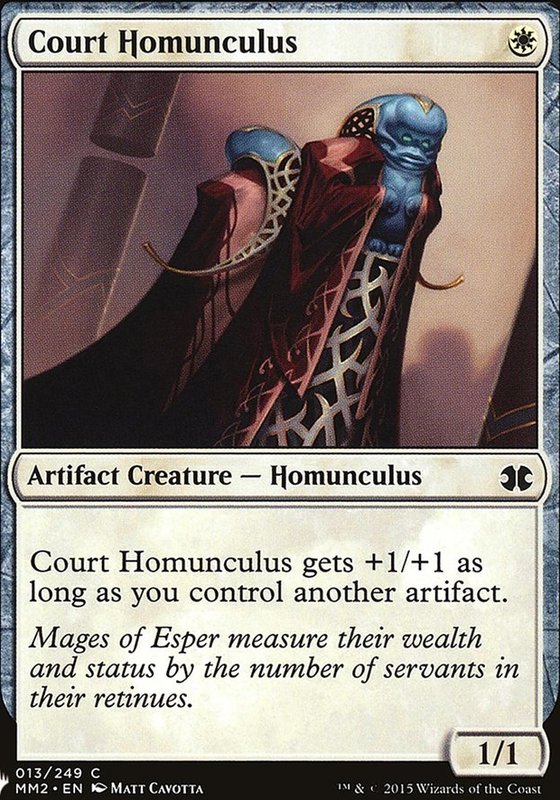 Court Homunculus
Artifact Creature — Homunculus
Court Homunculus gets +1/+1 as
long as you control another artifact.
Mages of Esper measure their wealth
and status by the number of servants in
their retinues.
1/1
013/249 C
MM2 • EN Matt Cavotta
™ & © 2015 Wizards of the Coast